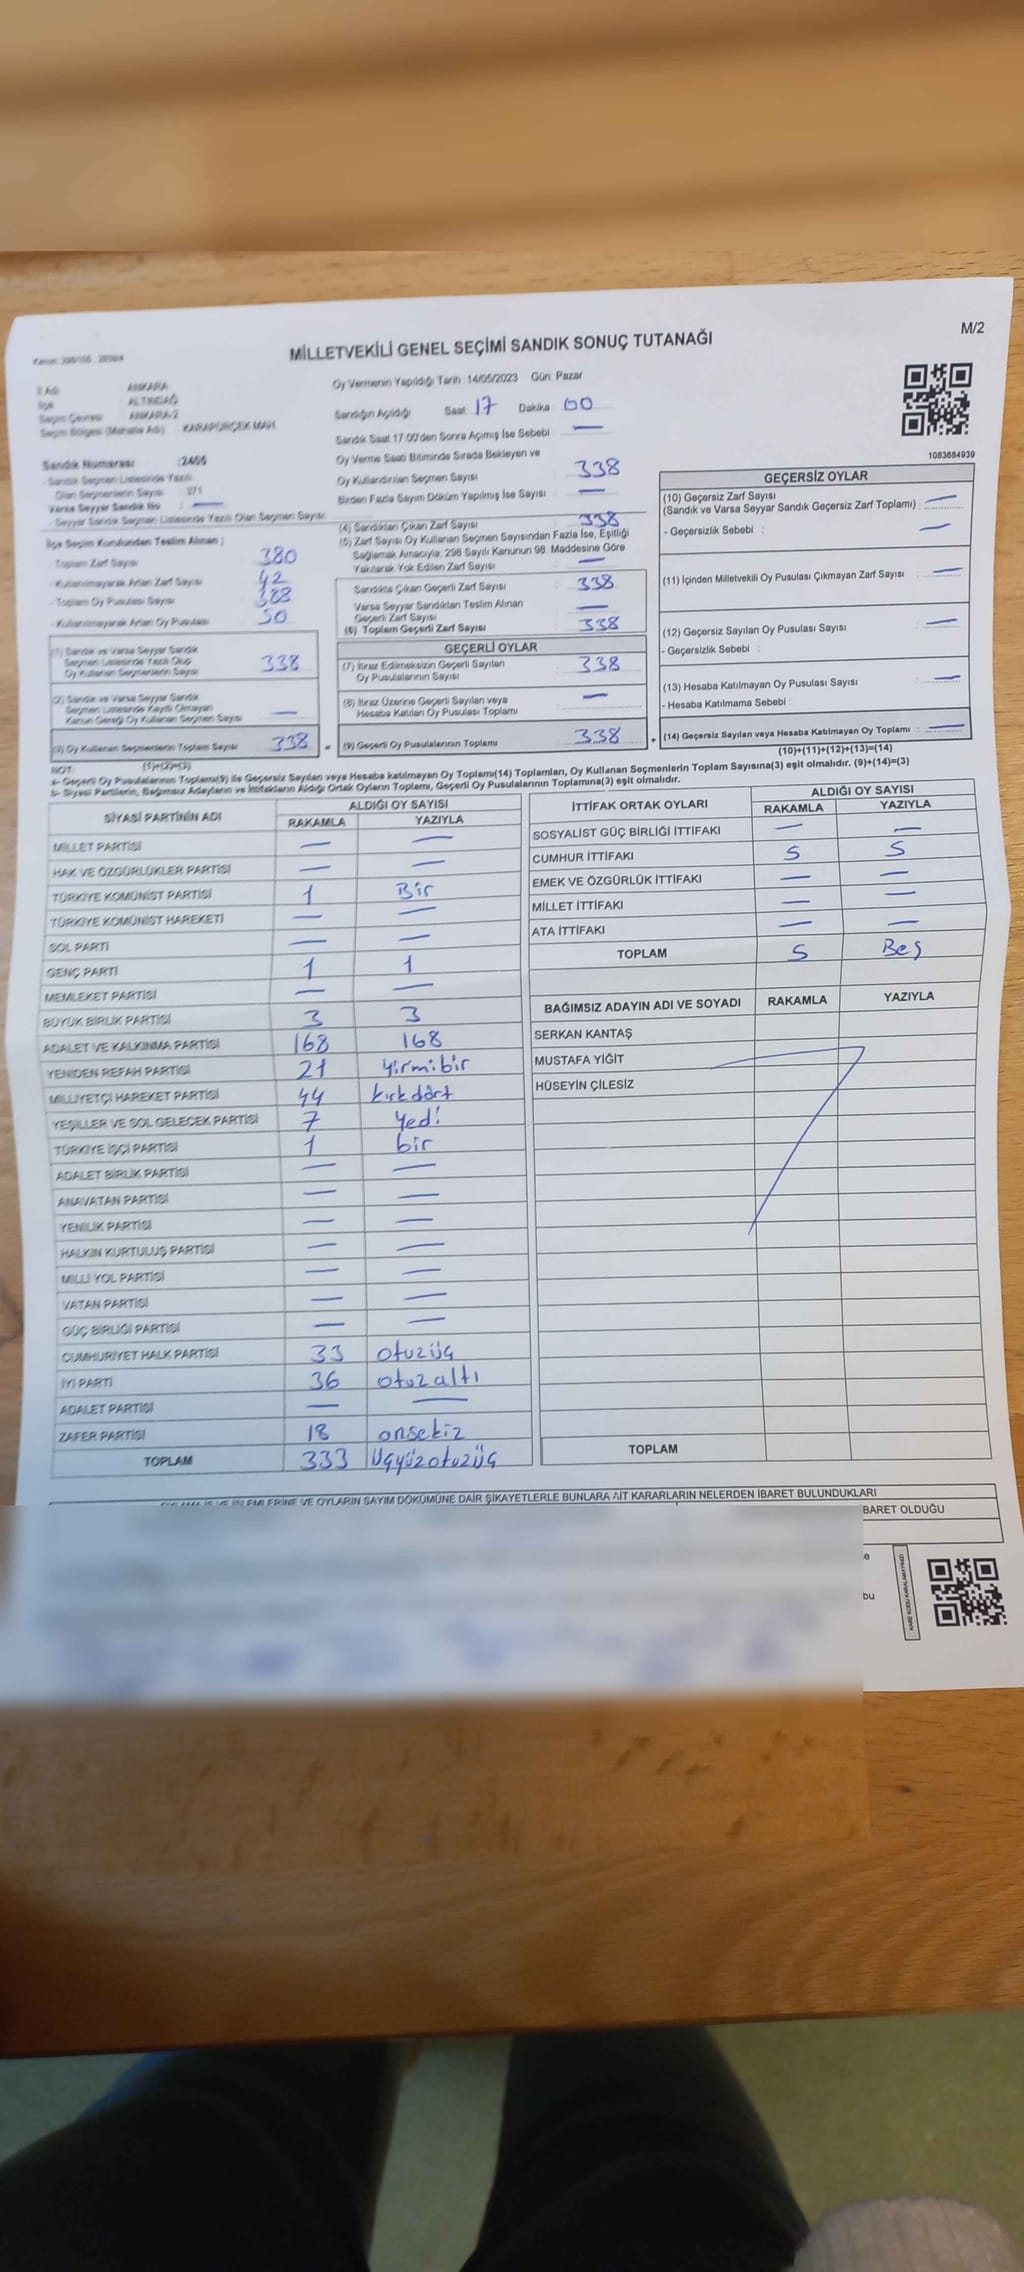 MİLLETVEKİLİ GENEL SEÇİMİ SANDIK SONUÇ TUTANAĞI
M/2
İli Adı ANKARA
İlçe ALTINDAĞ
Seçim Çevresi ANKARA-2
Seçim Bölgesi (Mahalle Adı) : KARAPÜRÇEK MAH.
Oy Vermenin Yapıldığı Tarih :14/05/2023 Gün: Pazar
Sandığın Açıldığı Saat 17 Dakika 00
Sandık Saat 17:00'den Sonra Açılmış İse Sebebi : —
Oy Verme Saati Bitiminde Sırada Bekleyen ve
Oy Kullandırılan Seçmen Sayısı 338
Birden Fazla Sayım Döküm Yapılmış İse Sayısı : —
1083684939
Sandık Numarası
- Sandık Seçmen Listesinde Yazılı
Olan Seçmenlerin Sayısı :
Varsa Seyyar Sandık No —
- Seyyar Sandık Seçmen Listesinde Yazılı Olan Seçmen Sayısı:
İlçe Seçim Kurulundan Teslim Alınan ;
- Toplam Zarf Sayısı 380
- Kullanılmayarak Artan Zarf Sayısı 42
- Toplam Oy Pusulası Sayısı 388
- Kullanılmayarak Artan Oy Pusulası 50
(1) Sandık ve Varsa Seyyar Sandık
Seçmen Listesinde Yazılı Olup
Oy Kullanan Seçmenlerin Sayısı 338
(2) Sandık ve Varsa Seyyar Sandık
Seçmen Listesinde Kayıtlı Olmayan
Kanun Gereği Oy Kullanan Seçmen Sayısı —
(3) Oy Kullanan Seçmenlerin Toplam Sayısı 338
(1)+(2)=(3)
(4) Sandıktan Çıkan Zarf Sayısı 338
(5) Zarf Sayısı Oy Kullanan Seçmen Sayısından Fazla İse, Eşitliği
Sağlamak Amacıyla, 298 Sayılı Kanunun 98. Maddesine Göre
Yakılarak Yok Edilen Zarf Sayısı —
Sandıkta Çıkan Geçerli Zarf Sayısı 338
Varsa Seyyar Sandıktan Teslim Alınan
Geçerli Zarf Sayısı —
(6) Toplam Geçerli Zarf Sayısı 338
GEÇERLİ OYLAR
(7) İtiraz Edilmeksizin Geçerli Sayılan
Oy Pusulalarının Sayısı 338
(8) İtiraz Üzerine Geçerli Sayılan veya
Hesaba Katılan Oy Pusulası Toplamı —
= (9) Geçerli Oy Pusulalarının Toplamı 338 +
GEÇERSİZ OYLAR
(10) Geçersiz Zarf Sayısı
(Sandık ve Varsa Seyyar Sandık Geçersiz Zarf Toplamı) : —
- Geçersizlik Sebebi : —
(11) İçinden Milletvekili Oy Pusulası Çıkmayan Zarf Sayısı : —
(12) Geçersiz Sayılan Oy Pusulası Sayısı : —
- Geçersizlik Sebebi :
(13) Hesaba Katılmayan Oy Pusulası Sayısı : —
- Hesaba Katılmama Sebebi :
(14) Geçersiz Sayılan veya Hesaba Katılmayan Oy Toplamı : —
(10)+(11)+(12)+(13)=(14)
NOT:
a- Geçerli Oy Pusulalarının Toplamı(9) ile Geçersiz Sayılan veya Hesaba katılmayan Oy Toplamı(14) Toplamları, Oy Kullanan Seçmenlerin Toplam Sayısına(3) eşit olmalıdır. (9)+(14)=(3)
b- Siyasi Partilerin, Bağımsız Adayların ve İttifakların Aldığı Ortak Oyların Toplamı, Geçerli Oy Pusulalarının Toplamına(3) eşit olmalıdır.
SİYASİ PARTİNİN ADI ALDIĞI OY SAYISI
RAKAMLA YAZIYLA
MİLLET PARTİSİ — —
HAK VE ÖZGÜRLÜKLER PARTİSİ — —
TÜRKİYE KOMÜNİST PARTİSİ 1 Bir
TÜRKİYE KOMÜNİST HAREKETİ — —
SOL PARTİ — —
GENÇ PARTİ 1 1
MEMLEKET PARTİSİ — —
BÜYÜK BİRLİK PARTİSİ 3 3
ADALET VE KALKINMA PARTİSİ 168 168
YENİDEN REFAH PARTİSİ 21 yirmibir
MİLLİYETÇİ HAREKET PARTİSİ 44 kırkdört
YEŞİLLER VE SOL GELECEK PARTİSİ 7 yedi
TÜRKİYE İŞÇİ PARTİSİ 1 bir
ADALET BİRLİK PARTİSİ — —
ANAVATAN PARTİSİ — —
YENİLİK PARTİSİ — —
HALKIN KURTULUŞ PARTİSİ — —
MİLLİ YOL PARTİSİ — —
VATAN PARTİSİ — —
GÜÇ BİRLİĞİ PARTİSİ — —
CUMHURİYET HALK PARTİSİ 33 otuzüç
İYİ PARTİ 36 otuzaltı
ADALET PARTİSİ — —
ZAFER PARTİSİ 18 onsekiz
TOPLAM 333 Üçyüzotuzüç
İTTİFAK ORTAK OYLARI ALDIĞI OY SAYISI
RAKAMLA YAZIYLA
SOSYALİST GÜÇ BİRLİĞİ İTTİFAKI — —
CUMHUR İTTİFAKI 5 5
EMEK VE ÖZGÜRLÜK İTTİFAKI — —
MİLLET İTTİFAKI — —
ATA İTTİFAKI — —
TOPLAM 5 Beş
BAĞIMSIZ ADAYIN ADI VE SOYADI RAKAMLA YAZIYLA
SERKAN KANTAŞ
MUSTAFA YİĞİT
HÜSEYİN ÇİLESİZ
TOPLAM
İŞLEMLERİNE VE OYLARIN SAYIM DÖKÜMÜNE DAİR ŞİKAYETLERLE BUNLARA AİT KARARLARIN NELERDEN İBARET BULUNDUKLARI
BARET OLDUĞU
bu